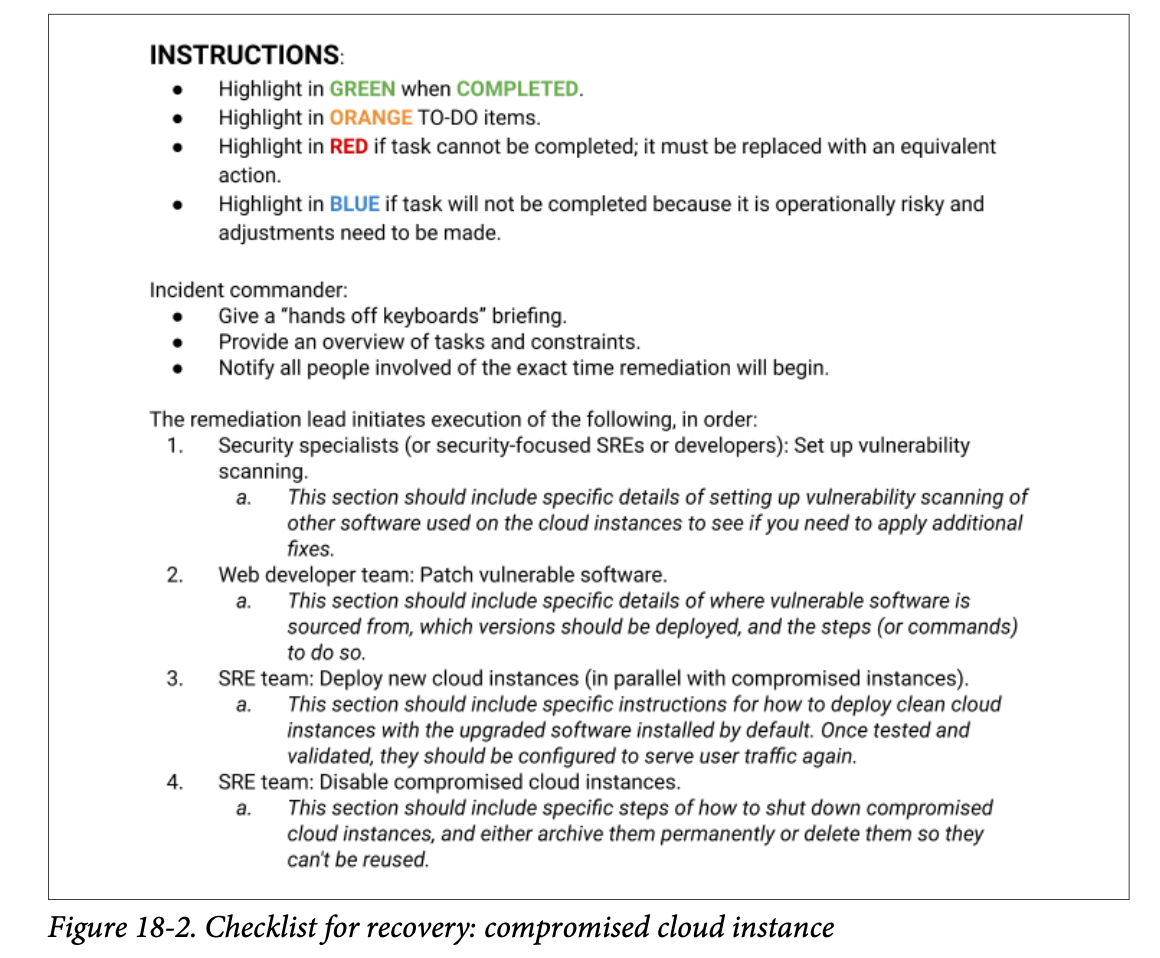 INSTRUCTIONS:
● Highlight in GREEN when COMPLETED.
● Highlight in ORANGE TO-DO items.
● Highlight in RED if task cannot be completed; it must be replaced with an equivalent
action.
● Highlight in BLUE if task will not be completed because it is operationally risky and
adjustments need to be made.
Incident commander:
● Give a “hands off keyboards” briefing.
● Provide an overview of tasks and constraints.
● Notify all people involved of the exact time remediation will begin.
The remediation lead initiates execution of the following, in order:
1. Security specialists (or security-focused SREs or developers): Set up vulnerability
scanning.
a. This section should include specific details of setting up vulnerability scanning of
other software used on the cloud instances to see if you need to apply additional
fixes.
2. Web developer team: Patch vulnerable software.
a. This section should include specific details of where vulnerable software is
sourced from, which versions should be deployed, and the steps (or commands)
to do so.
3. SRE team: Deploy new cloud instances (in parallel with compromised instances).
a. This section should include specific instructions for how to deploy clean cloud
instances with the upgraded software installed by default. Once tested and
validated, they should be configured to serve user traffic again.
4. SRE team: Disable compromised cloud instances.
a. This section should include specific steps of how to shut down compromised
cloud instances, and either archive them permanently or delete them so they
can't be reused.
Figure 18-2. Checklist for recovery: compromised cloud instance